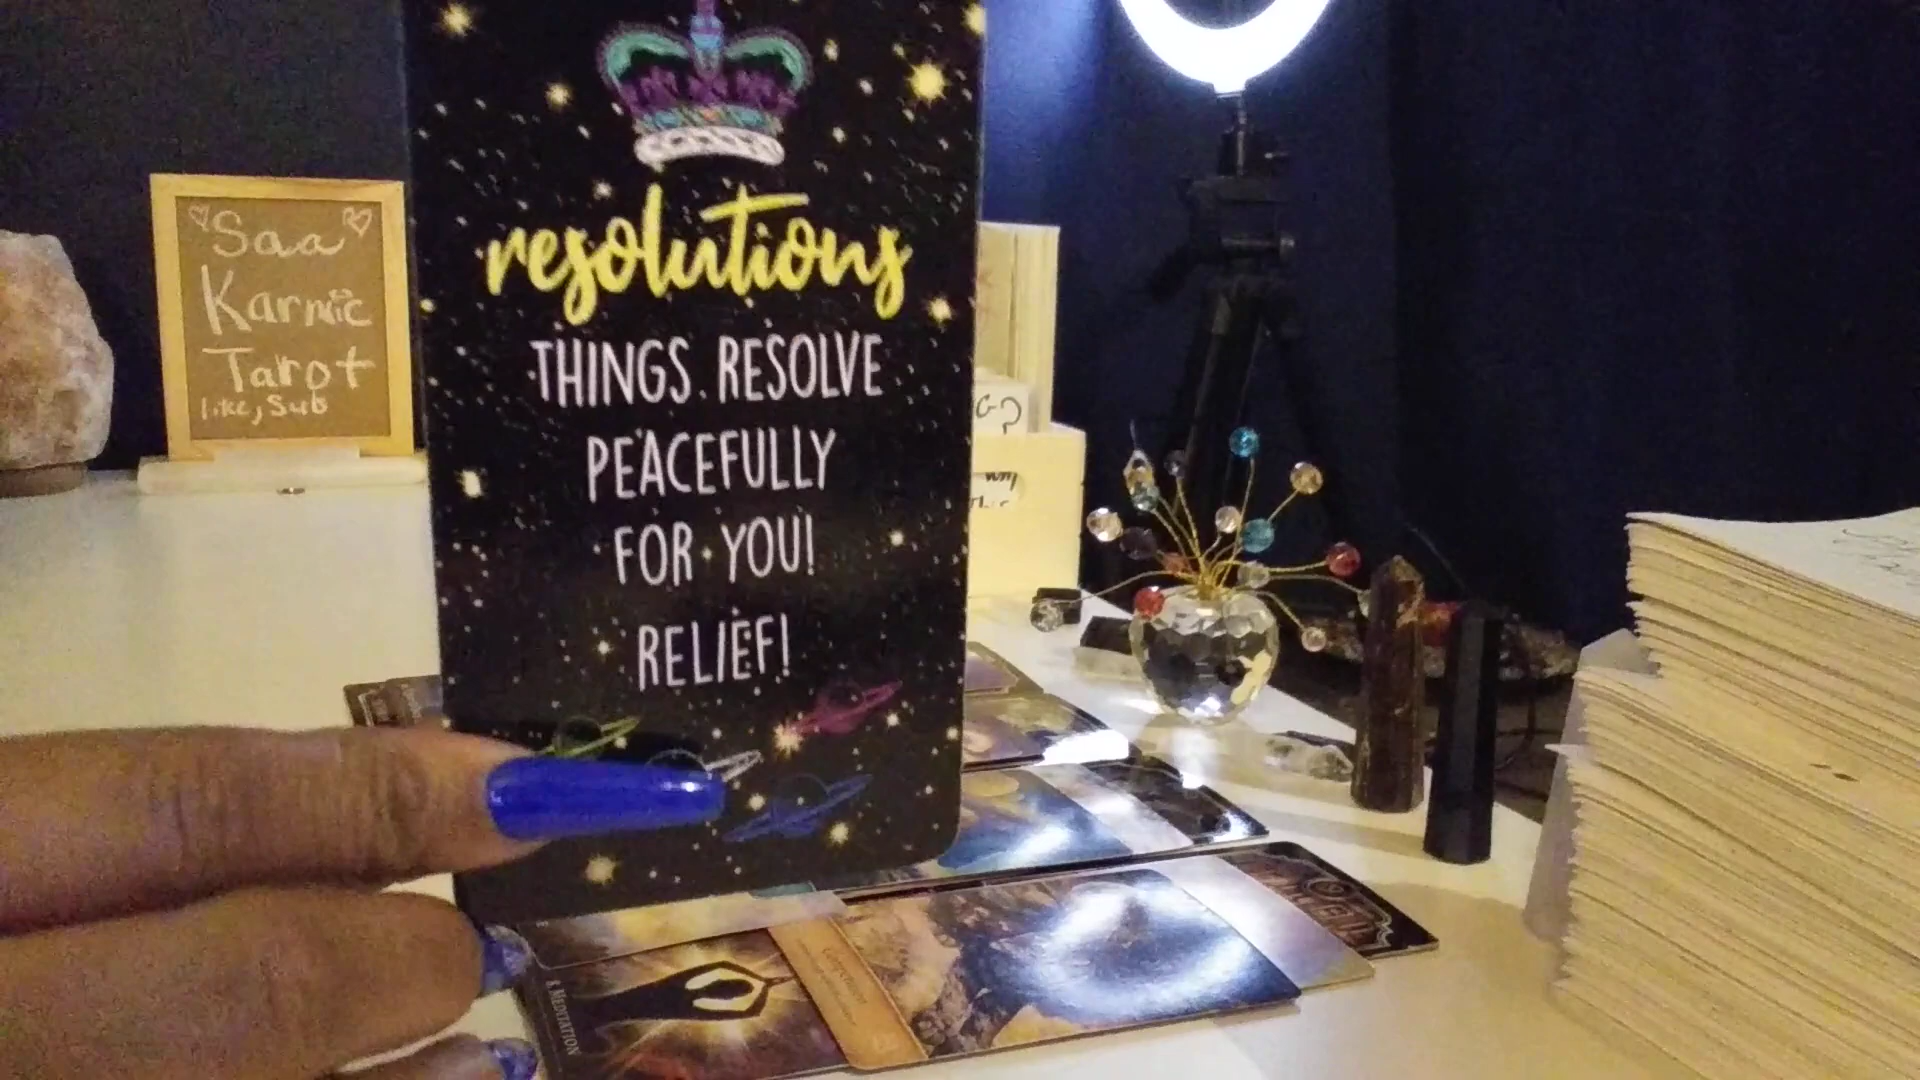 Saa
Karmic
Tarot
like, Sub
resolutions
THINGS RESOLVE
PEACEFULLY
FOR YOU!
RELIEF!
G?
MEDITATION